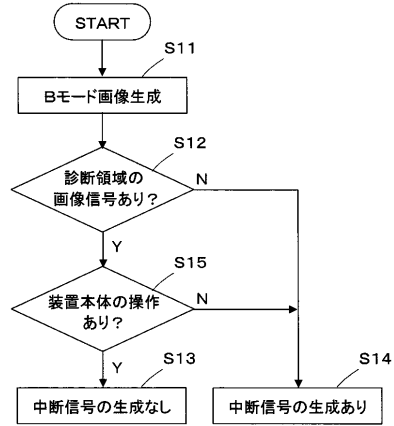 START
S11
Bモード画像生成
S12
診断領域の
画像信号あり？
N
Y
S15
装置本体の操作
あり？
N
Y
S13
中断信号の生成なし
S14
中断信号の生成あり